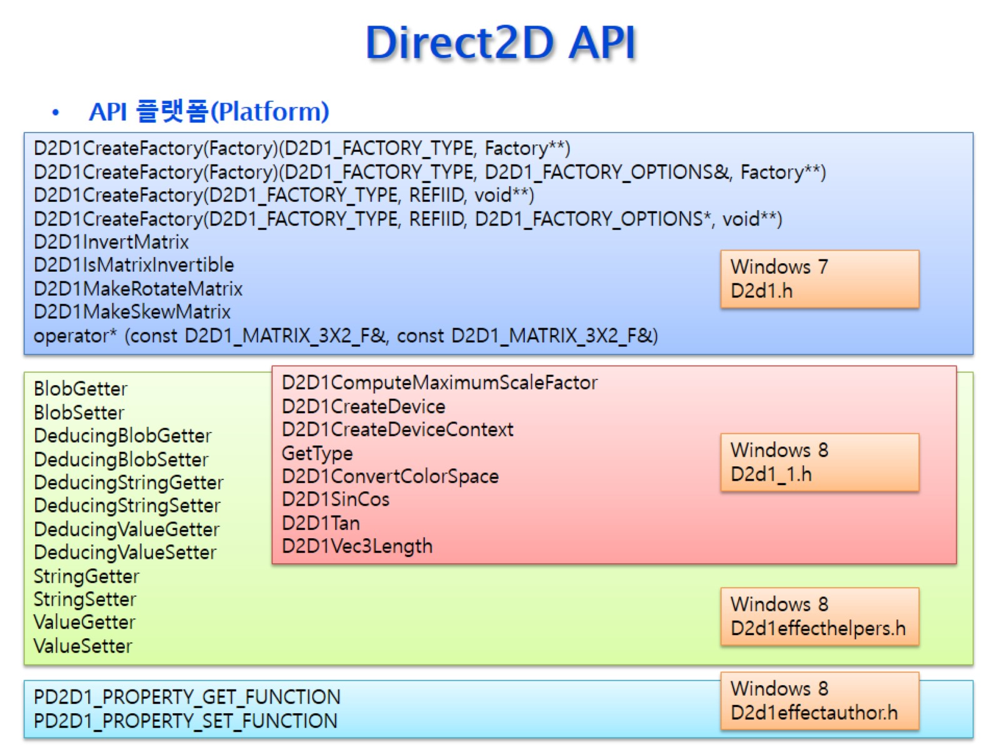 Direct2D API
• API 플랫폼(Platform)
D2D1CreateFactory(Factory)(D2D1_FACTORY_TYPE, Factory**)
D2D1CreateFactory(Factory)(D2D1_FACTORY_TYPE, D2D1_FACTORY_OPTIONS&, Factory**)
D2D1CreateFactory(D2D1_FACTORY_TYPE, REFIID, void**)
D2D1CreateFactory(D2D1_FACTORY_TYPE, REFIID, D2D1_FACTORY_OPTIONS*, void**)
D2D1InvertMatrix
D2D1IsMatrixInvertible
D2D1MakeRotateMatrix
D2D1MakeSkewMatrix
operator* (const D2D1_MATRIX_3X2_F&, const D2D1_MATRIX_3X2_F&)
Windows 7
D2d1.h
BlobGetter
BlobSetter
DeducingBlobGetter
DeducingBlobSetter
DeducingStringGetter
DeducingStringSetter
DeducingValueGetter
DeducingValueSetter
StringGetter
StringSetter
ValueGetter
ValueSetter
D2D1ComputeMaximumScaleFactor
D2D1CreateDevice
D2D1CreateDeviceContext
GetType
D2D1ConvertColorSpace
D2D1SinCos
D2D1Tan
D2D1Vec3Length
Windows 8
D2d1_1.h
Windows 8
D2d1effecthelpers.h
PD2D1_PROPERTY_GET_FUNCTION
PD2D1_PROPERTY_SET_FUNCTION
Windows 8
D2d1effectauthor.h